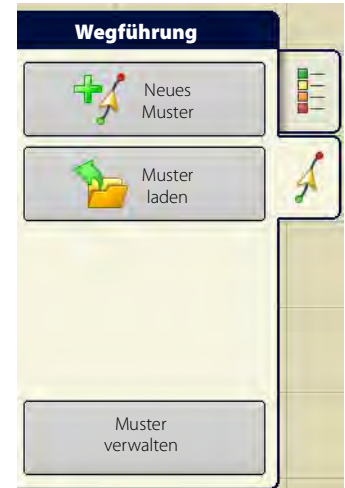 Wegführung
Neues
Muster
Muster
laden
Muster
verwalten